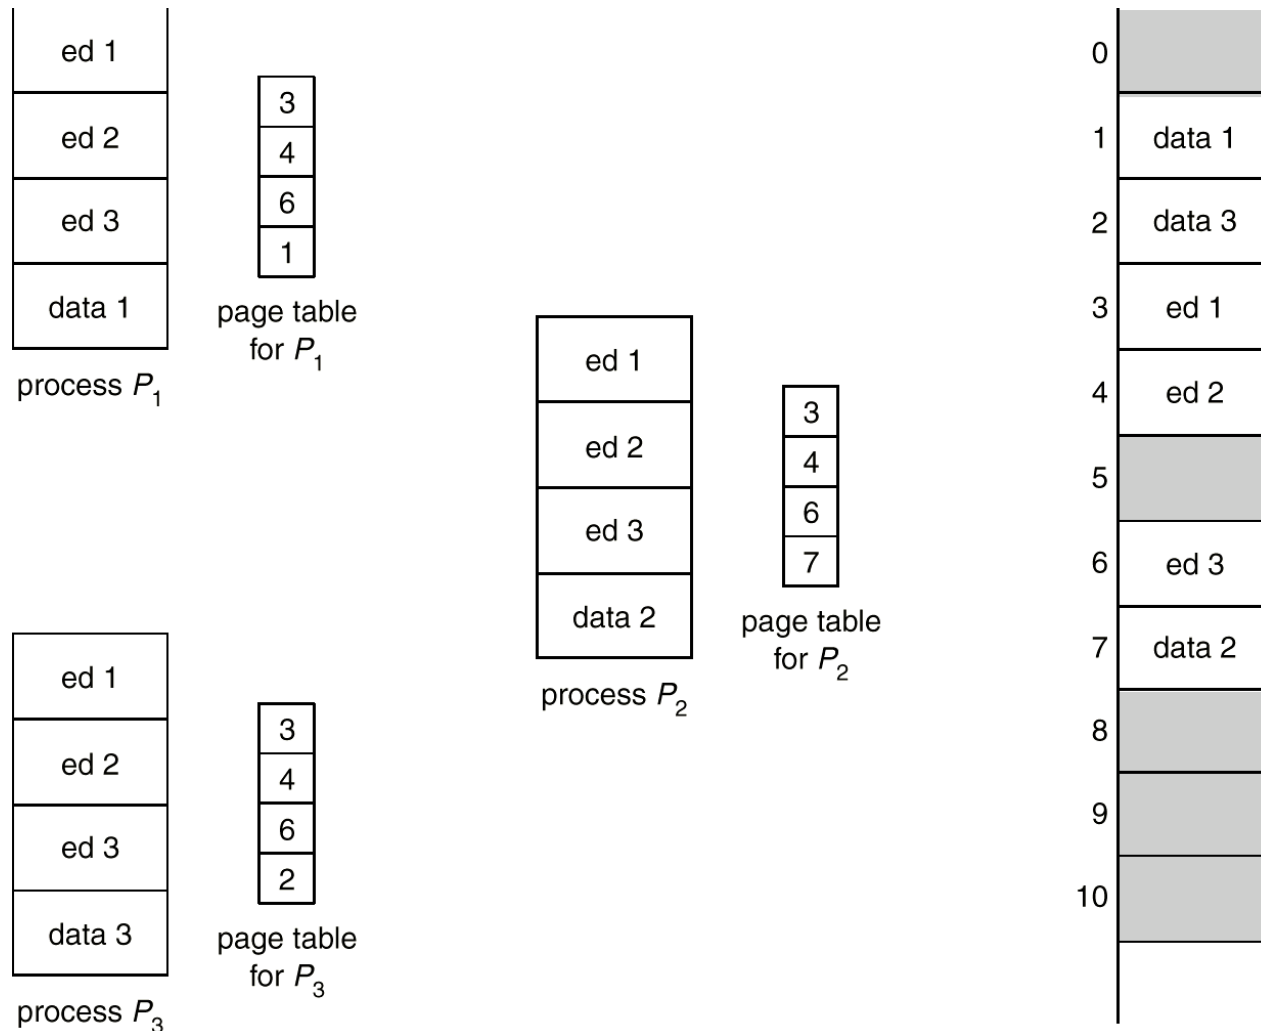 ed 1
ed 2
ed 3
data 1
process P1
3
4
6
1
page table
for P1
ed 1
ed 2
ed 3
data 2
process P2
3
4
6
7
page table
for P2
ed 1
ed 2
ed 3
data 3
process P3
3
4
6
2
page table
for P3
0
1 data 1
2 data 3
3 ed 1
4 ed 2
5
6 ed 3
7 data 2
8
9
10